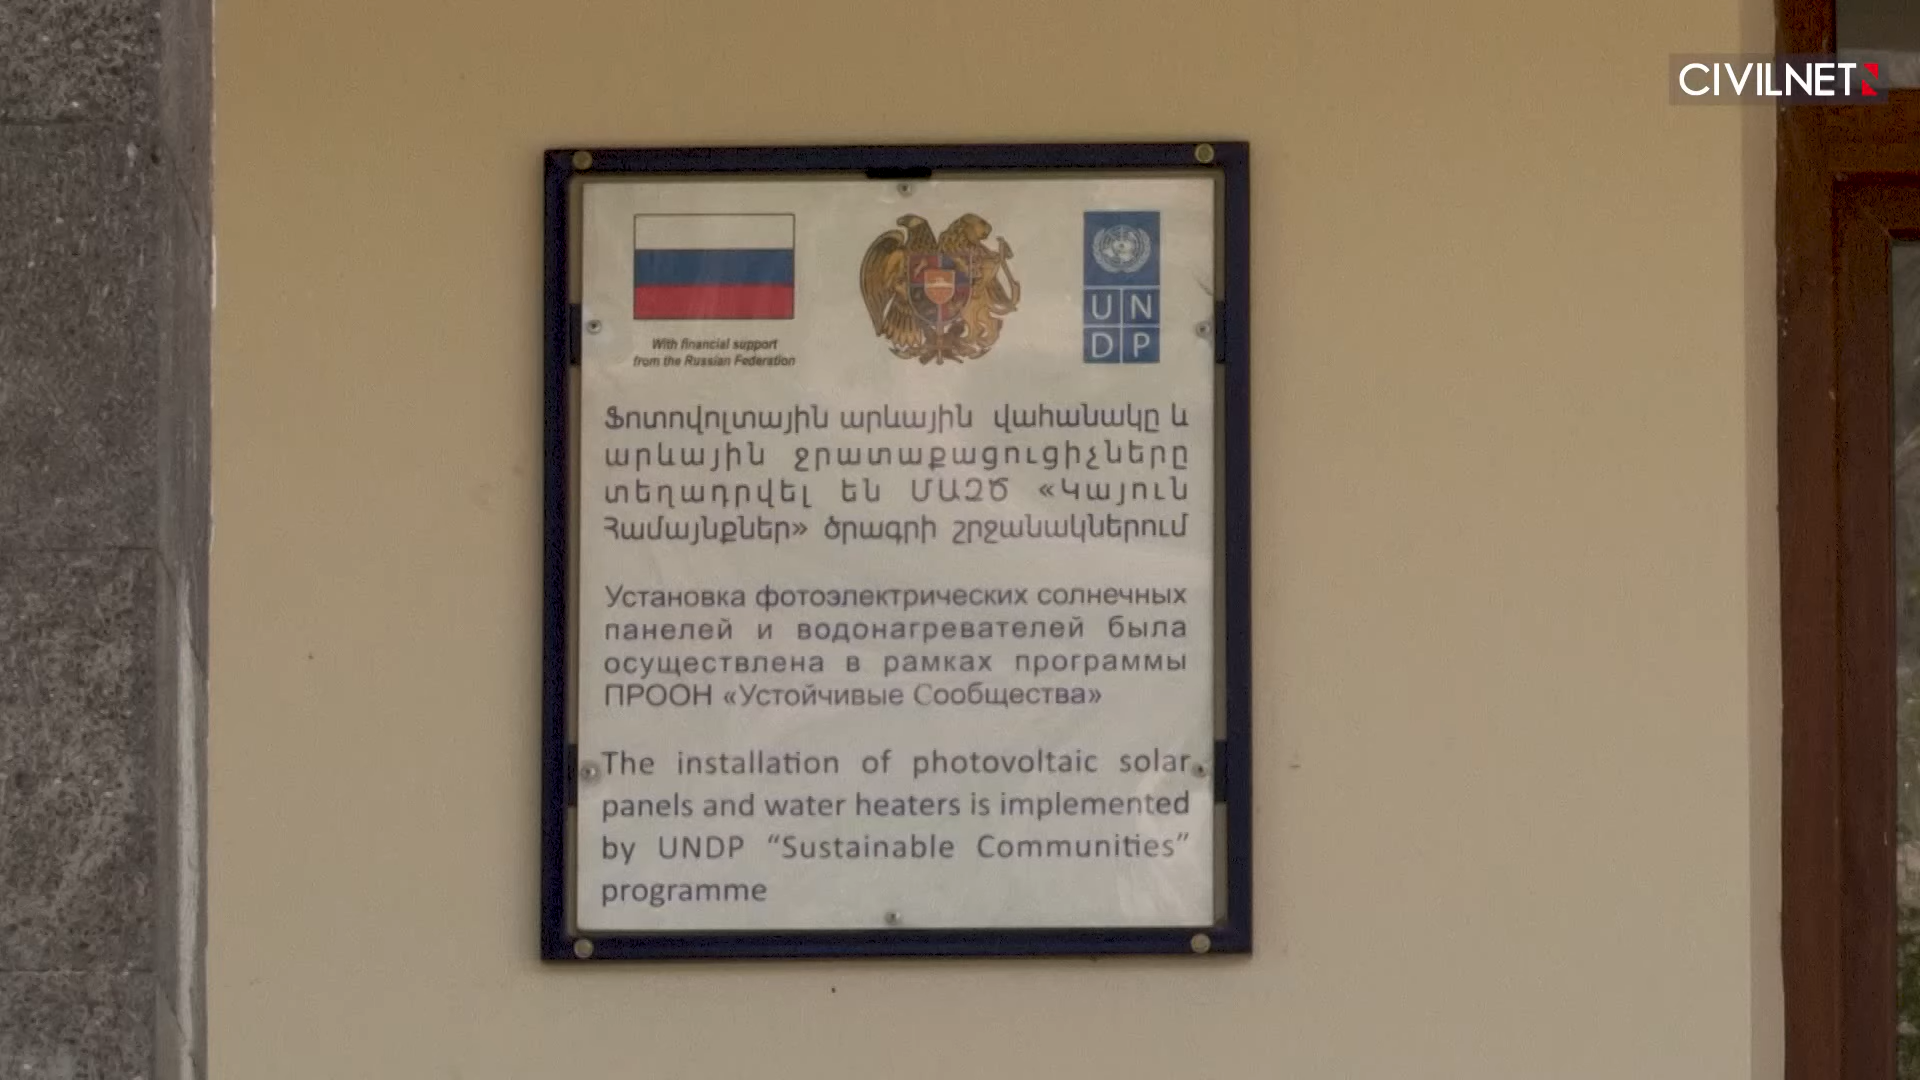 CIVILNET
UN
DP
With financial support
from the Russian Federation
Ֆոտովոլտային արևային վահանակը և
արևային ջրատաքացուցիչները
տեղադրվել են ՄԱԶԾ «Կայուն
Համայնքներ» ծրագրի շրջանակներում
Установка фотоэлектрических солнечных
панелей и водонагревателей была
осуществлена в рамках программы
ПРООН «Устойчивые Сообщества»
The installation of photovoltaic solar
panels and water heaters is implemented
by UNDP “Sustainable Communities”
programme